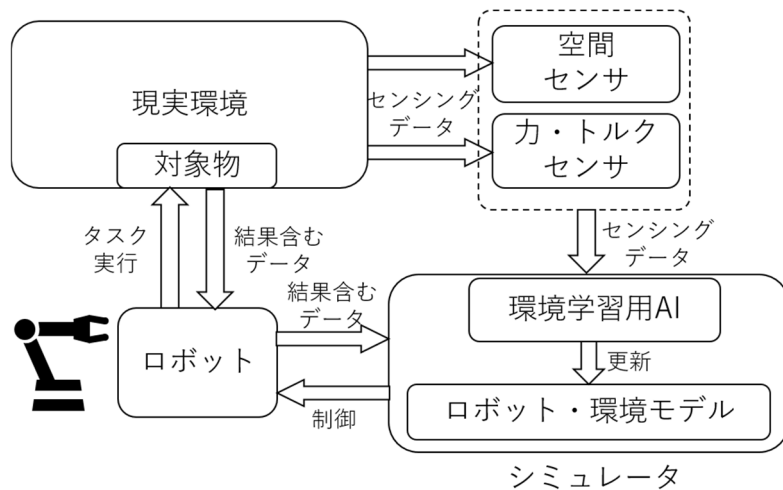 現実環境
対象物
センシング
データ
空間
センサ
力・トルク
センサ
タスク
実行
結果含む
データ
センシング
データ
ロボット
結果含む
データ
制御
環境学習用AI
更新
ロボット・環境モデル
シミュレータ